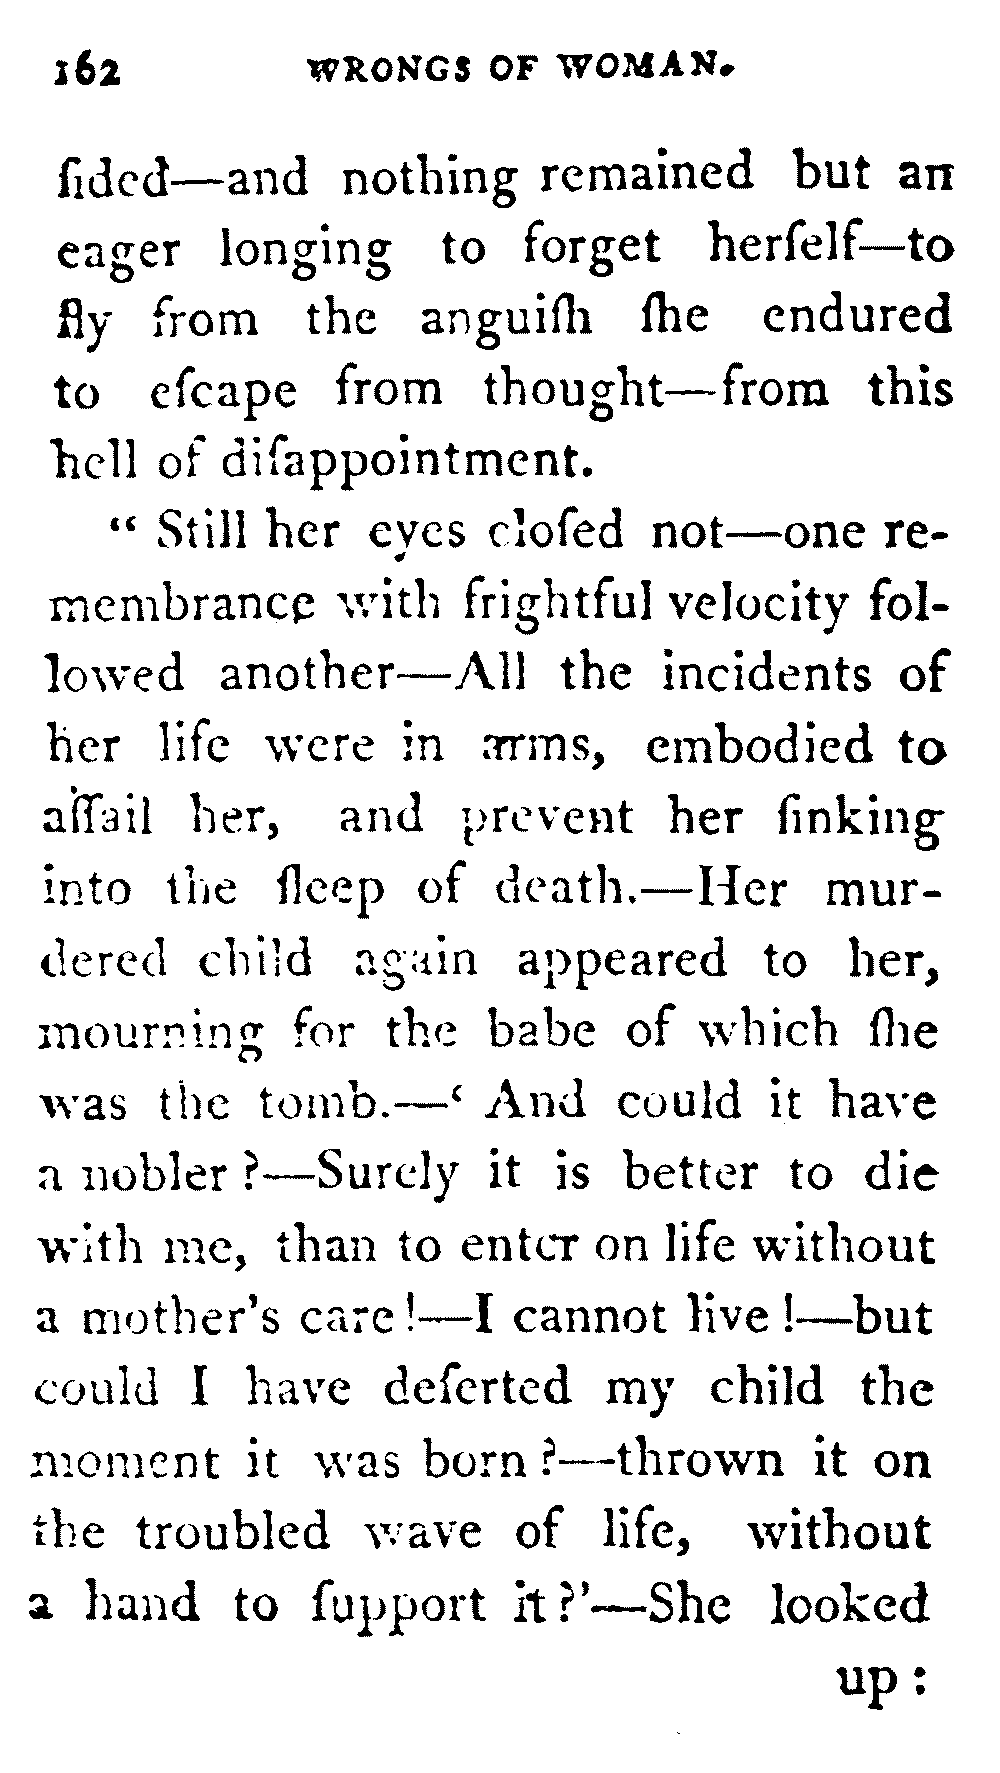 162 WRONGS OF WOMAN.
ſided—and nothing remained but an
eager longing to forget herſelf—to
fly from the anguiſh ſhe endured
to eſcape from thought—from this
hell of diſappointment.
“ Still her eyes cloſed not—one re-
membrance with frightful velocity fol-
lowed another—All the incidents of
her life were in arms, embodied to
aſſail her, and prevent her ſinking
into the ſleep of death.—Her mur-
dered child again appeared to her,
mourning for the babe of which ſhe
was the tomb.—‘ And could it have
a nobler ?—Surely it is better to die
with me, than to enter on life without
a mother's care !—I cannot live !—but
could I have deſerted my child the
moment it was born ?—thrown it on
the troubled wave of life, without
a hand to ſupport it ?’—She looked
up :